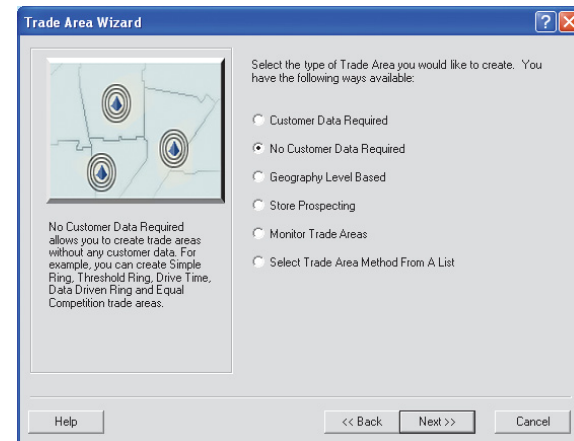 Trade Area Wizard
Select the type of Trade Area you would like to create. You
have the following ways available:
Customer Data Required
No Customer Data Required
Geography Level Based
Store Prospecting
Monitor Trade Areas
Select Trade Area Method From A List
No Customer Data Required
allows you to create trade areas
without any customer data. For
example, you can create Simple
Ring, Threshold Ring, Drive Time,
Data Driven Ring and Equal
Competition trade areas.
Help
<< Back
Next >>
Cancel